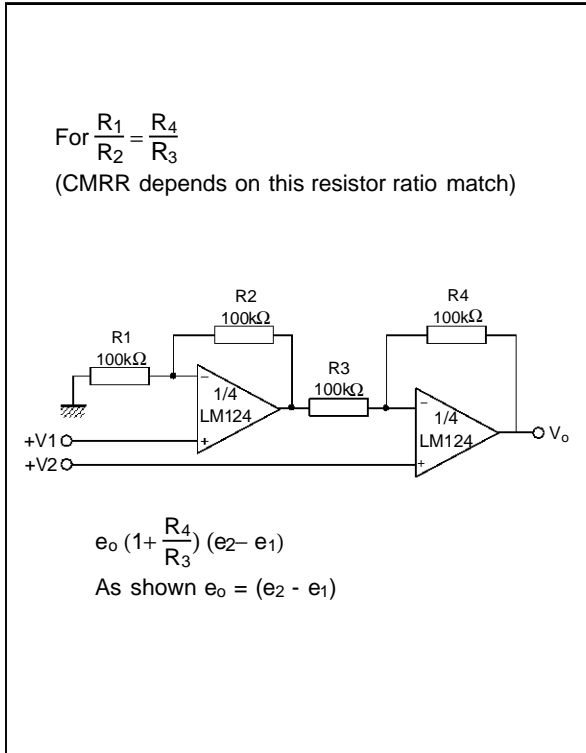 For R1/R2 = R4/R3
(CMRR depends on this resistor ratio match)
R2
100kΩ
R4
100kΩ
R1
100kΩ
R3
100kΩ
−
1/4
LM124
+
−
1/4
LM124
+
+V1
+V2
Vo
eo (1+ R4/R3) (e2– e1)
As shown eo = (e2 - e1)